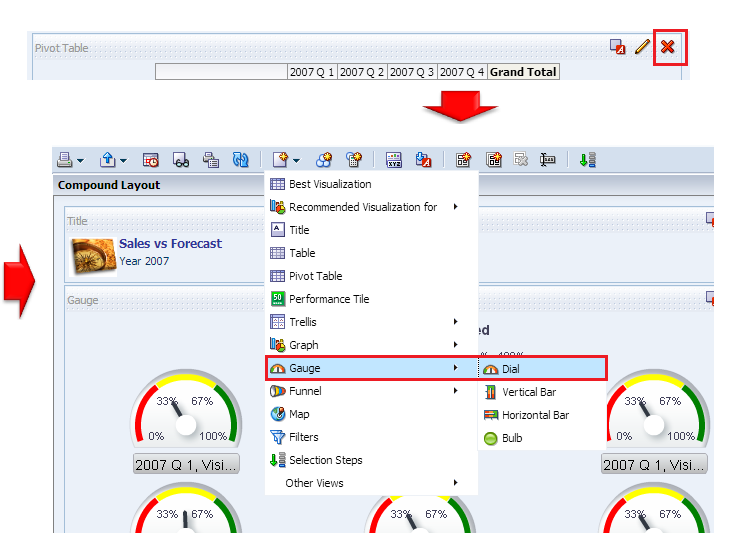 Pivot Table
2007 Q 1 2007 Q 2 2007 Q 3 2007 Q 4 Grand Total
XYZ
Compound Layout
Best Visualization
Recommended Visualization for
Title
Title
Sales vs Forecast
Year 2007
Table
Pivot Table
Gauge
50 Performance Tile
Trellis
Graph
Gauge
Dial
Funnel
Vertical Bar
Map
Horizontal Bar
Filters
Bulb
Selection Steps
Other Views
ed
% 100%
33% 67%
0% 100%
2007 Q 1, Visi...
33% 67%
0% 100%
2007 Q 1, Visi...
33% 67%
33% 67%
33% 67%